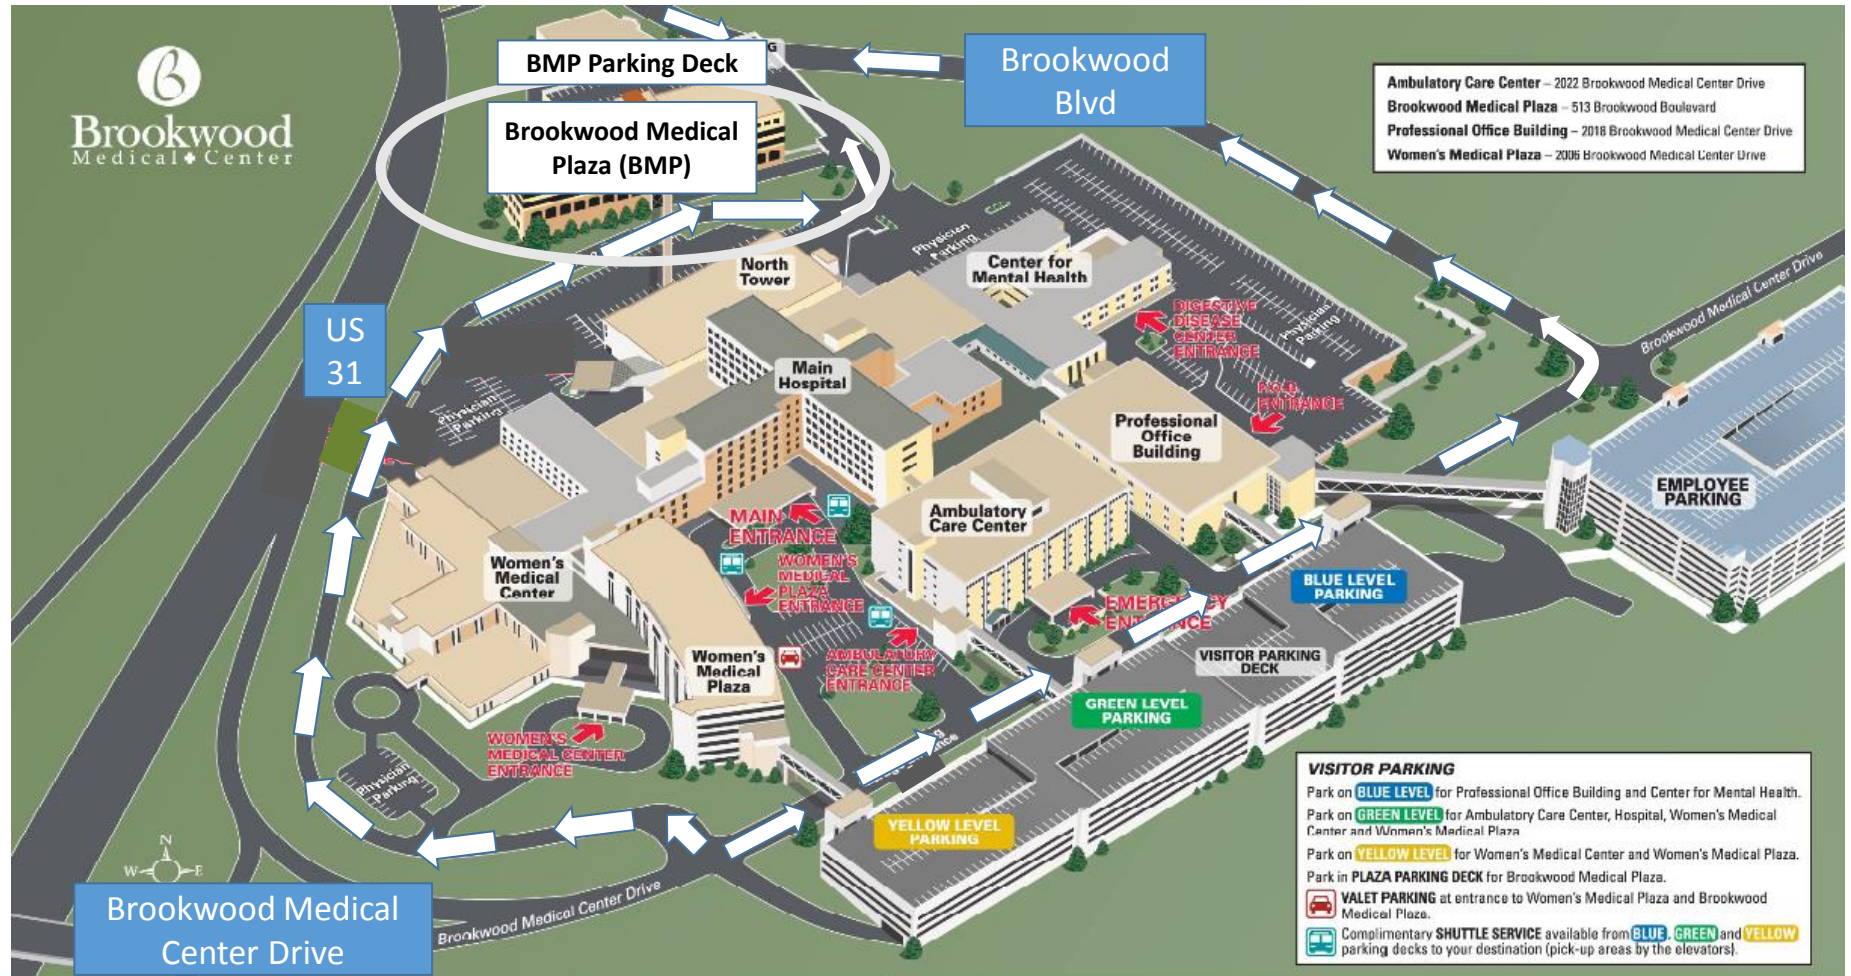 Brookwood
Medical Center
BMP Parking Deck
Brookwood Medical
Plaza (BMP)
Brookwood
Blvd
Ambulatory Care Center – 2022 Brookwood Medical Center Drive
Brookwood Medical Plaza – 513 Brookwood Boulevard
Professional Office Building – 2018 Brookwood Medical Center Drive
Women's Medical Plaza – 2006 Brookwood Medical Center Drive
US
31
North
Tower
Physician
Parking
Center for
Mental Health
DIGESTIVE
DISEASE
CENTER
ENTRANCE
Physician
Parking
Brookwood Medical Center Drive
Main
Hospital
Physician
Parking
P.O.B.
ENTRANCE
Professional
Office
Building
EMPLOYEE
PARKING
Ambulatory
Care Center
MAIN
ENTRANCE
Women's
Medical
Center
WOMEN'S
MEDICAL
PLAZA
ENTRANCE
EMERGENCY
ENTRANCE
BLUE LEVEL
PARKING
Women's
Medical
Plaza
AMBULATORY
CARE CENTER
ENTRANCE
VISITOR PARKING
DECK
GREEN LEVEL
PARKING
WOMEN'S
MEDICAL CENTER
ENTRANCE
Physician
Parking
YELLOW LEVEL
PARKING
N
W
E
Brookwood Medical
Center Drive
Brookwood Medical Center Drive
VISITOR PARKING
Park on BLUE LEVEL for Professional Office Building and Center for Mental Health.
Park on GREEN LEVEL for Ambulatory Care Center, Hospital, Women's Medical
Center and Women's Medical Plaza
Park on YELLOW LEVEL for Women's Medical Center and Women's Medical Plaza.
Park in PLAZA PARKING DECK for Brookwood Medical Plaza.
VALET PARKING at entrance to Women's Medical Plaza and Brookwood
Medical Plaza.
Complimentary SHUTTLE SERVICE available from BLUE, GREEN and YELLOW
parking decks to your destination (pick-up areas by the elevators).